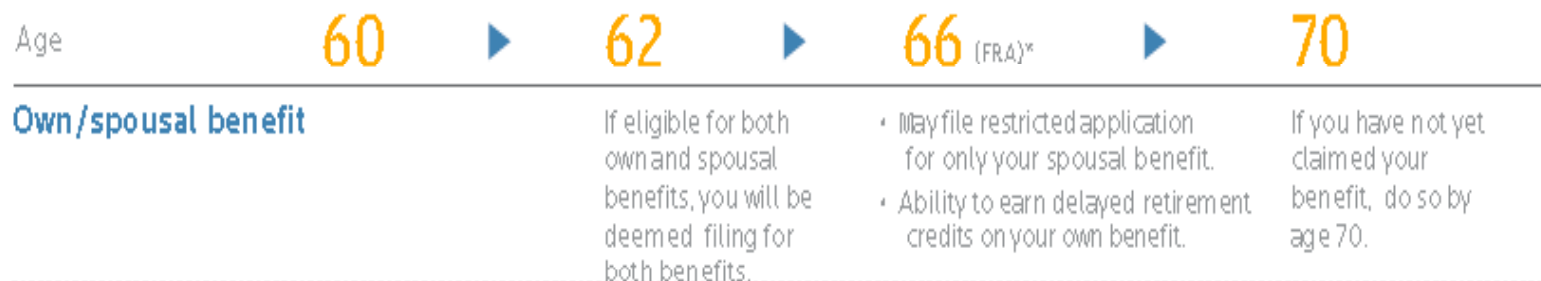 Age 60 62 66 (FRA)* 70
Own/spousal benefit
If eligible for both
own and spousal
benefits, you will be
deemed filing for
both benefits.
• May file restricted application
for only your spousal benefit.
• Ability to earn delayed retirement
credits on your own benefit.
If you have not yet
claimed your
benefit, do so by
age 70.